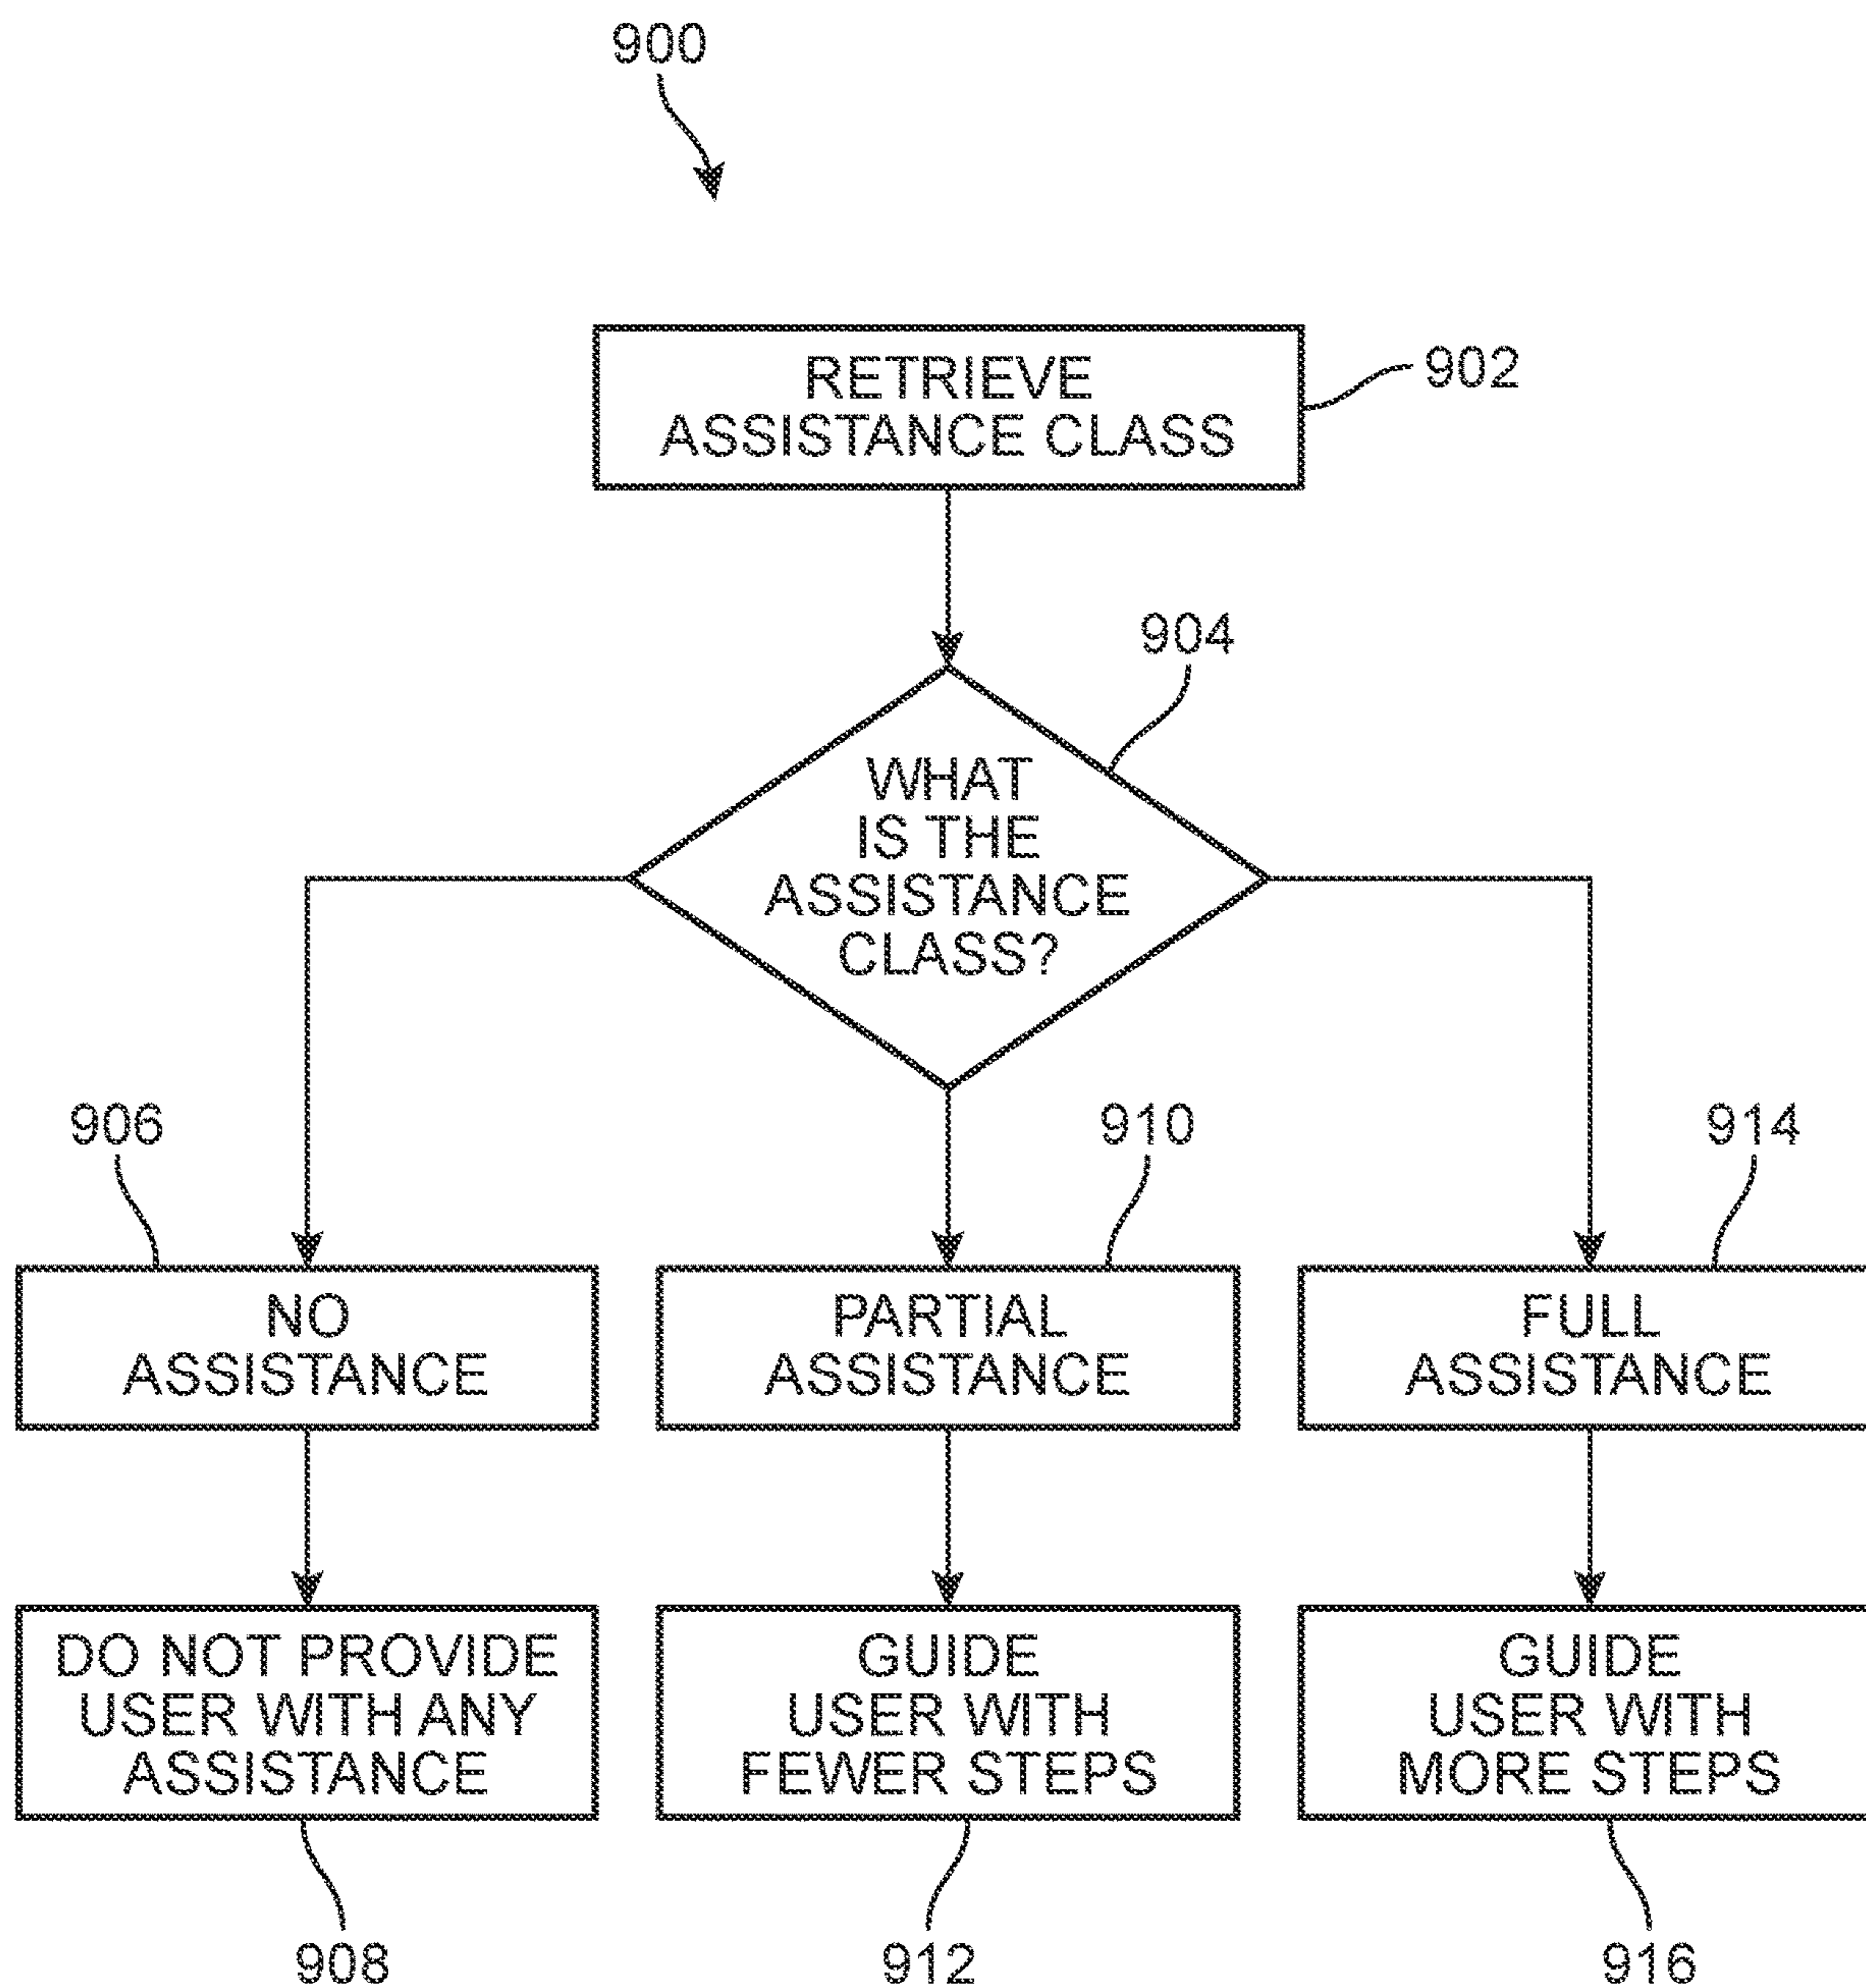 900
RETRIEVE
ASSISTANCE CLASS
902
904
WHAT
IS THE
ASSISTANCE
CLASS?
906
910
914
NO
ASSISTANCE
PARTIAL
ASSISTANCE
FULL
ASSISTANCE
DO NOT PROVIDE
USER WITH ANY
ASSISTANCE
GUIDE
USER WITH
FEWER STEPS
GUIDE
USER WITH
MORE STEPS
908
912
916